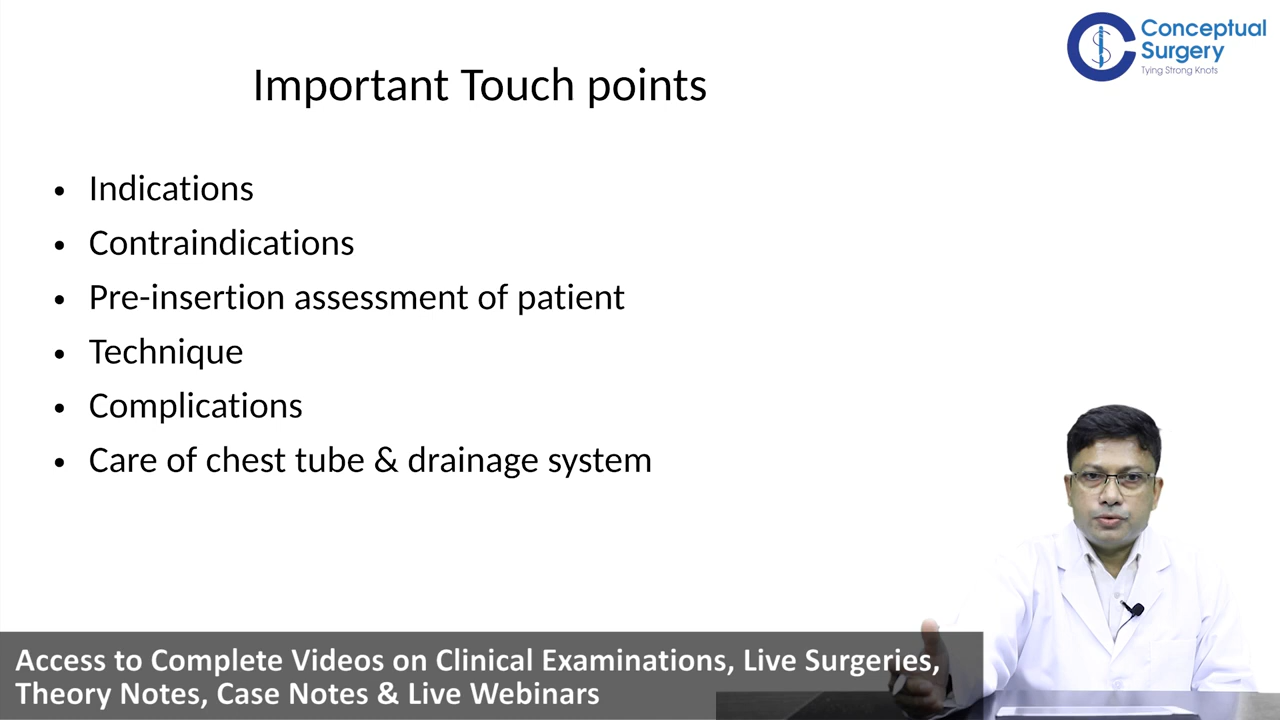 Conceptual
Surgery
Tying Strong Knots
Important Touch points
• Indications
• Contraindications
• Pre-insertion assessment of patient
• Technique
• Complications
• Care of chest tube & drainage system
Access to Complete Videos on Clinical Examinations, Live Surgeries,
Theory Notes, Case Notes & Live Webinars